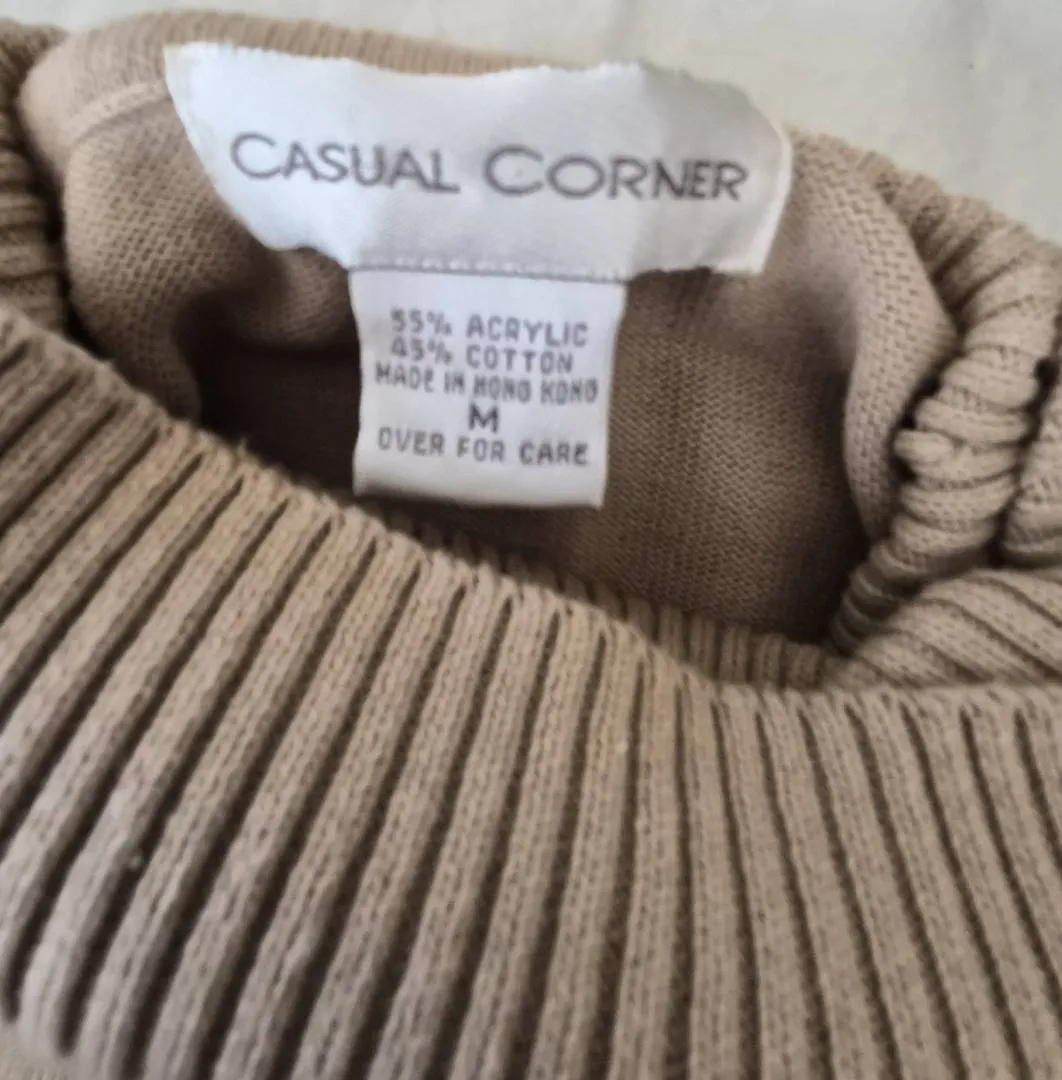 CASUAL CORNER
55% ACRYLIC
45% COTTON
MADE IN HONG KONG
M
OVER FOR CARE